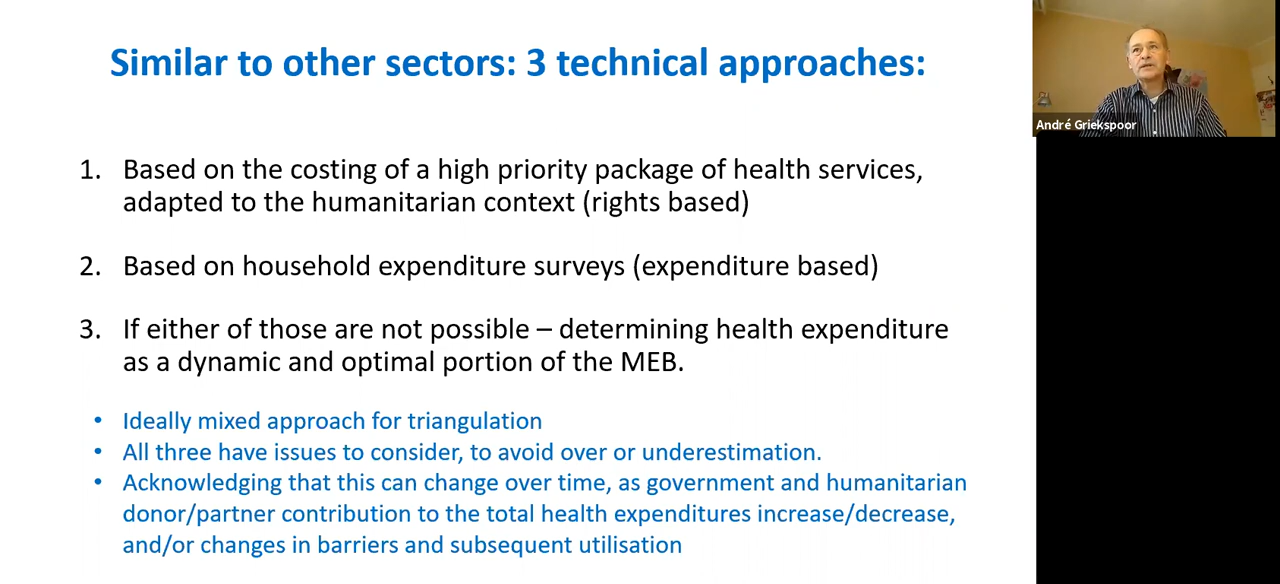 Similar to other sectors: 3 technical approaches:
André Griekspoor
1. Based on the costing of a high priority package of health services,
adapted to the humanitarian context (rights based)
2. Based on household expenditure surveys (expenditure based)
3. If either of those are not possible – determining health expenditure
as a dynamic and optimal portion of the MEB.
• Ideally mixed approach for triangulation
• All three have issues to consider, to avoid over or underestimation.
• Acknowledging that this can change over time, as government and humanitarian
donor/partner contribution to the total health expenditures increase/decrease,
and/or changes in barriers and subsequent utilisation